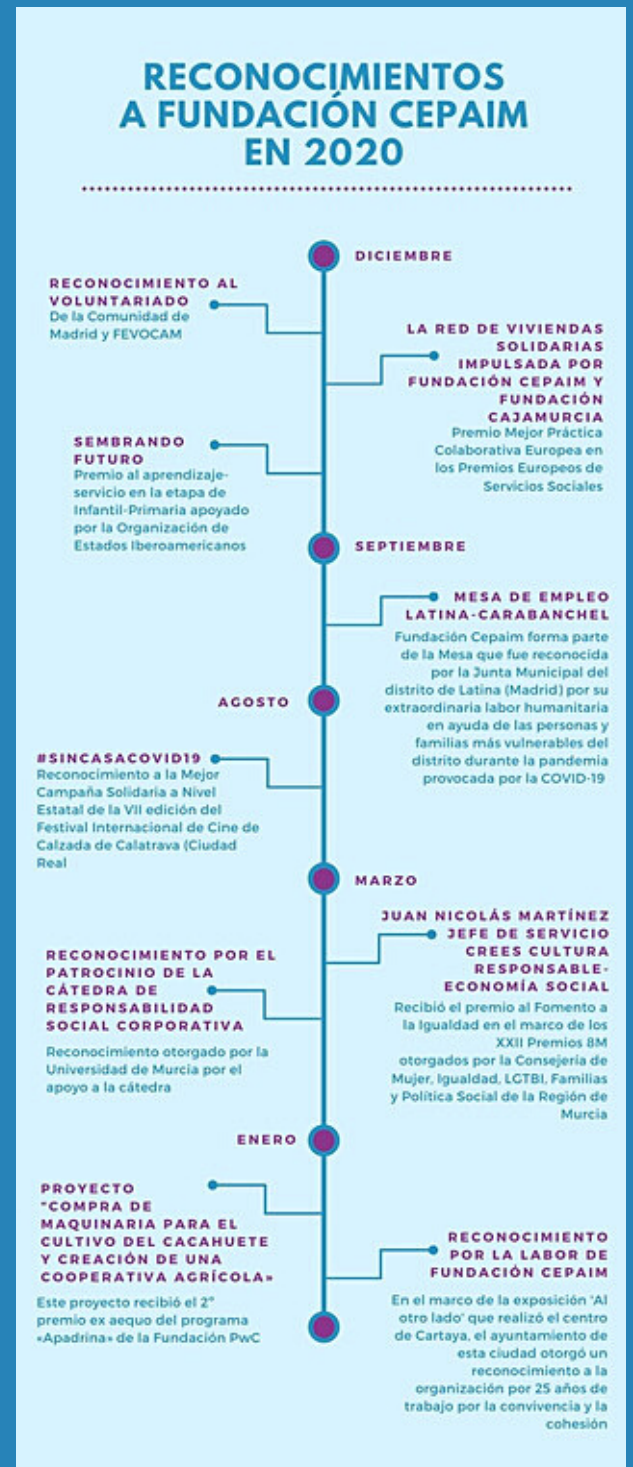 RECONOCIMIENTOS
A FUNDACIÓN CEPAIM
EN 2020
DICIEMBRE
RECONOCIMIENTO AL
VOLUNTARIADO
De la Comunidad de
Madrid y FEVOCAM
LA RED DE VIVIENDAS
SOLIDARIAS
IMPULSADA POR
FUNDACIÓN CEPAIM Y
FUNDACIÓN
CAJAMURCIA
Premio Mejor Práctica
Colaborativa Europea en
los Premios Europeos de
Servicios Sociales
SEMBRANDO
FUTURO
Premio al aprendizaje-
servicio en la etapa de
Infantil-Primaria apoyado
por la Organización de
Estados Iberoamericanos
SEPTIEMBRE
MESA DE EMPLEO
LATINA-CARABANCHEL
Fundación Cepaim forma parte
de la Mesa que fue reconocida
por la Junta Municipal del
distrito de Latina (Madrid) por su
extraordinaria labor humanitaria
en ayuda de las personas y
familias más vulnerables del
distrito durante la pandemia
provocada por la COVID-19
AGOSTO
#SINCASACOVID19
Reconocimiento a la Mejor
Campaña Solidaria a Nivel
Estatal de la VII edición del
Festival Internacional de Cine de
Calzada de Calatrava (Ciudad
Real
MARZO
JUAN NICOLÁS MARTÍNEZ
JEFE DE SERVICIO
CREES CULTURA
RESPONSABLE-
ECONOMÍA SOCIAL
Recibió el premio al Fomento a
la Igualdad en el marco de los
XXII Premios 8M
otorgados por la Consejería de
Mujer, Igualdad, LGTBI, Familias
y Política Social de la Región de
Murcia
RECONOCIMIENTO POR EL
PATROCINIO DE LA
CÁTEDRA DE
RESPONSABILIDAD
SOCIAL CORPORATIVA
Reconocimiento otorgado por la
Universidad de Murcia por el
apoyo a la cátedra
ENERO
PROYECTO
"COMPRA DE
MAQUINARIA PARA EL
CULTIVO DEL CACAHUETE
Y CREACIÓN DE UNA
COOPERATIVA AGRÍCOLA»
Este proyecto recibió el 2º
premio ex aequo del programa
«Apadrina» de la Fundación PwC
RECONOCIMIENTO
POR LA LABOR DE
FUNDACIÓN CEPAIM
En el marco de la exposición 'Al
otro lado' que realizó el centro
de Cartaya, el ayuntamiento de
esta ciudad otorgó un
reconocimiento a la
organización por 25 años de
trabajo por la convivencia y la
cohesión